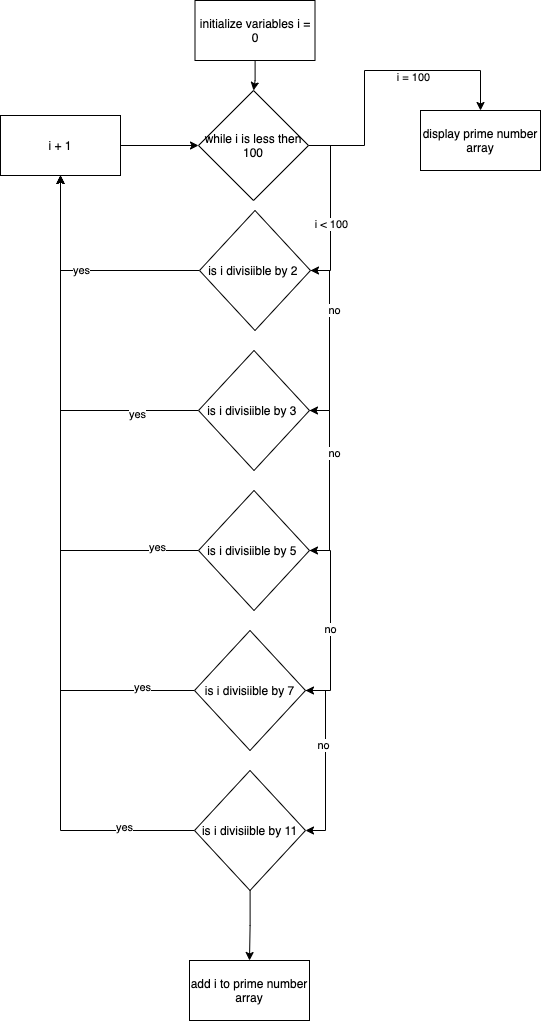 initialize variables i =
0
i = 100
while i is less then
100
i + 1
display prime number
array
i < 100
is i divisiible by 2
yes
no
is i divisiible by 3
yes
no
is i divisiible by 5
yes
no
is i divisiible by 7
yes
no
is i divisiible by 11
yes
add i to prime number
array